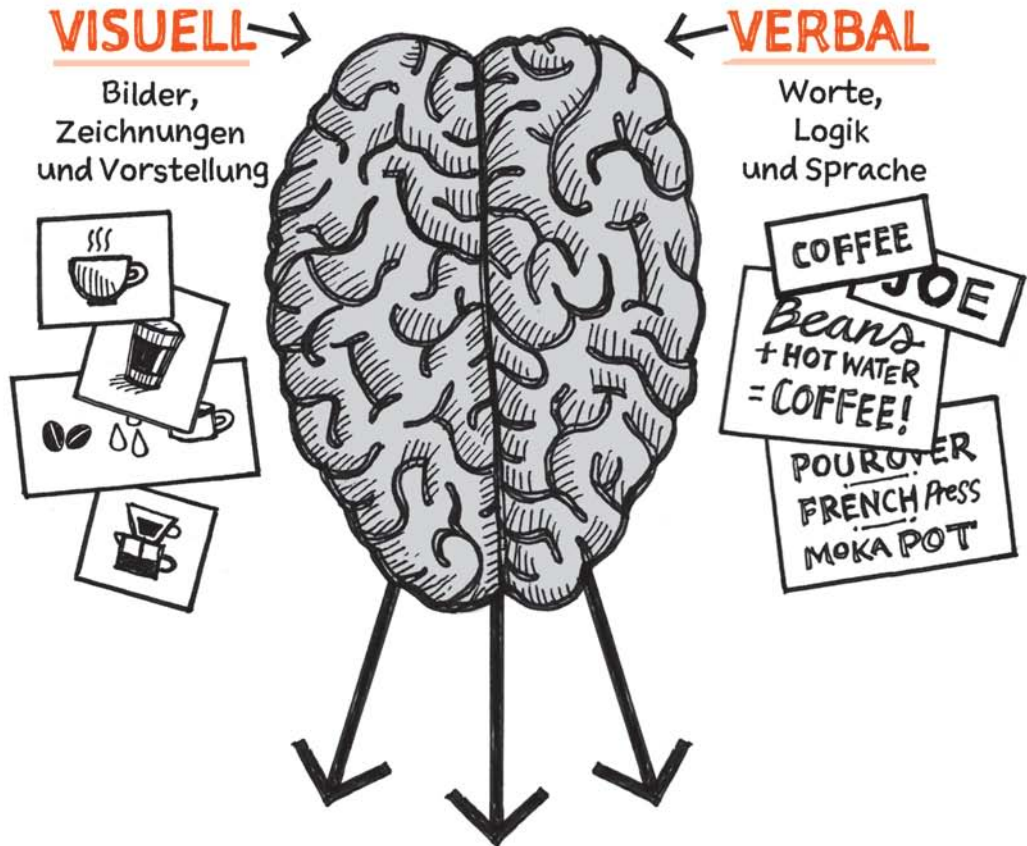 VISUELL
Bilder,
Zeichnungen
und Vorstellung
VERBAL
Worte,
Logik
und Sprache
COFFEE
JOE
Beans
+ HOT WATER
= COFFEE!
POUROVER
FRENCH Press
MOKA POT